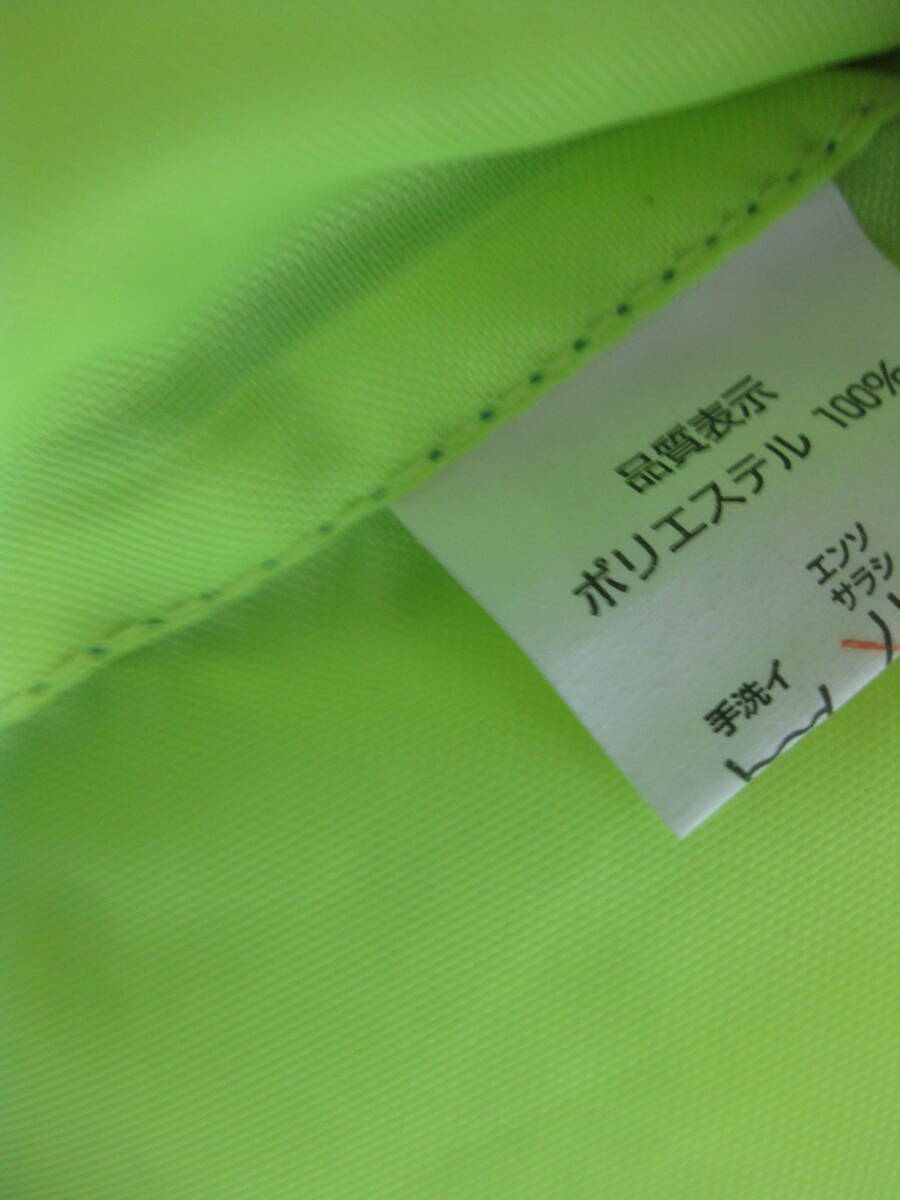 品質表示
ポリエステル 100%
エンソ
サラシ
手洗イ